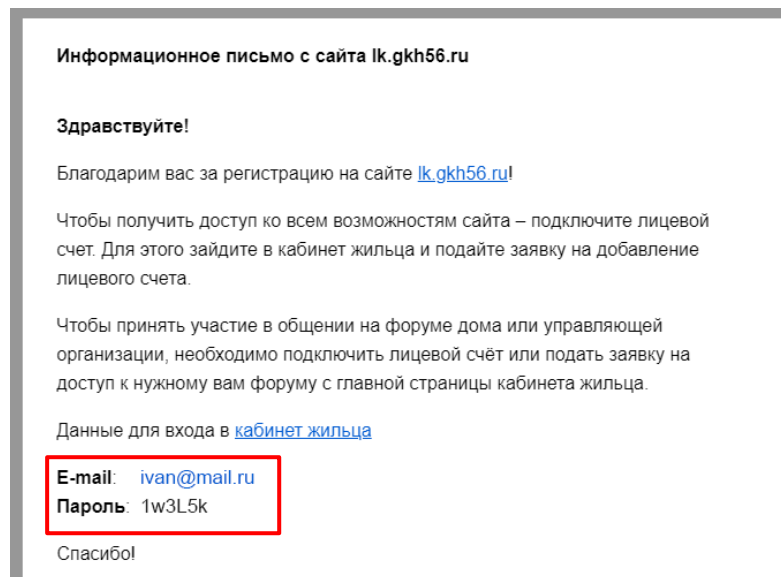 Информационное письмо с сайта lk.gkh56.ru
Здравствуйте!
Благодарим вас за регистрацию на сайте lk.gkh56.ru!
Чтобы получить доступ ко всем возможностям сайта – подключите лицевой
счет. Для этого зайдите в кабинет жильца и подайте заявку на добавление
лицевого счета.
Чтобы принять участие в общении на форуме дома или управляющей
организации, необходимо подключить лицевой счёт или подать заявку на
доступ к нужному вам форуму с главной страницы кабинета жильца.
Данные для входа в кабинет жильца
E-mail: ivan@mail.ru
Пароль: 1w3L5k
Спасибо!